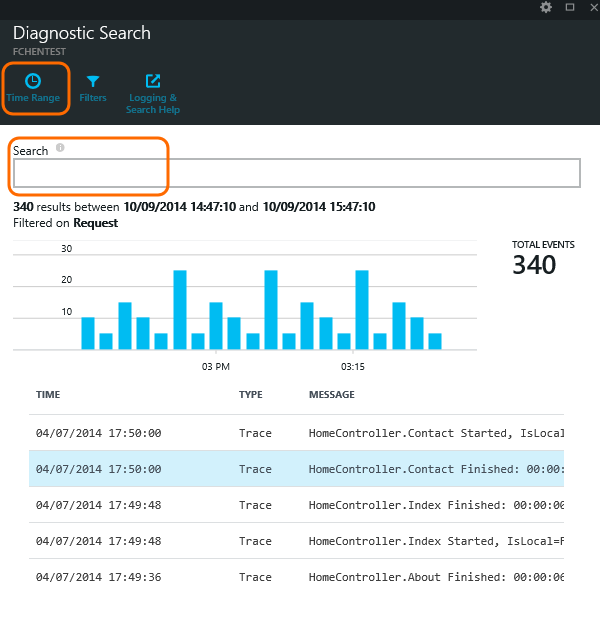 Diagnostic Search
FCHENTEST
Time Range
Filters
Logging &
Search Help
Search
340 results between 10/09/2014 14:47:10 and 10/09/2014 15:47:10
Filtered on Request
30
20
10
03 PM
03:15
TOTAL EVENTS
340
TIME TYPE MESSAGE
04/07/2014 17:50:00 Trace HomeController.Contact Started, IsLocal
04/07/2014 17:50:00 Trace HomeController.Contact Finished: 00:00:
04/07/2014 17:49:48 Trace HomeController.Index Finished: 00:00:00
04/07/2014 17:49:48 Trace HomeController.Index Started, IsLocal=F
04/07/2014 17:49:36 Trace HomeController.About Finished: 00:00:00